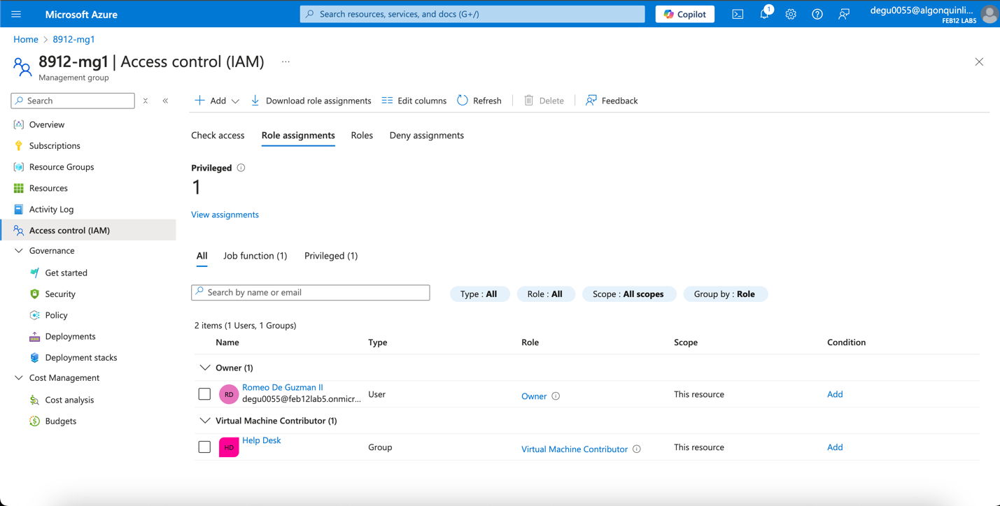 Microsoft Azure
Search resources, services, and docs (G+/)
Copilot
1
degu0055@algonquinli...
FEB12 LAB5
Home > 8912-mg1
8912-mg1 | Access control (IAM) ...
Management group
Search
Overview
Subscriptions
Resource Groups
Resources
Activity Log
Access control (IAM)
Governance
Get started
Security
Policy
Deployments
Deployment stacks
Cost Management
Cost analysis
Budgets
Add Download role assignments Edit columns Refresh Delete Feedback
Check access Role assignments Roles Deny assignments
Privileged
1
View assignments
All Job function (1) Privileged (1)
Search by name or email Type : All Role : All Scope : All scopes Group by : Role
2 items (1 Users, 1 Groups)
Name Type Role Scope Condition
Owner (1)
RD Romeo De Guzman II
degu0055@feb12lab5.onmicr... User Owner This resource Add
Virtual Machine Contributor (1)
HD Help Desk Group Virtual Machine Contributor This resource Add